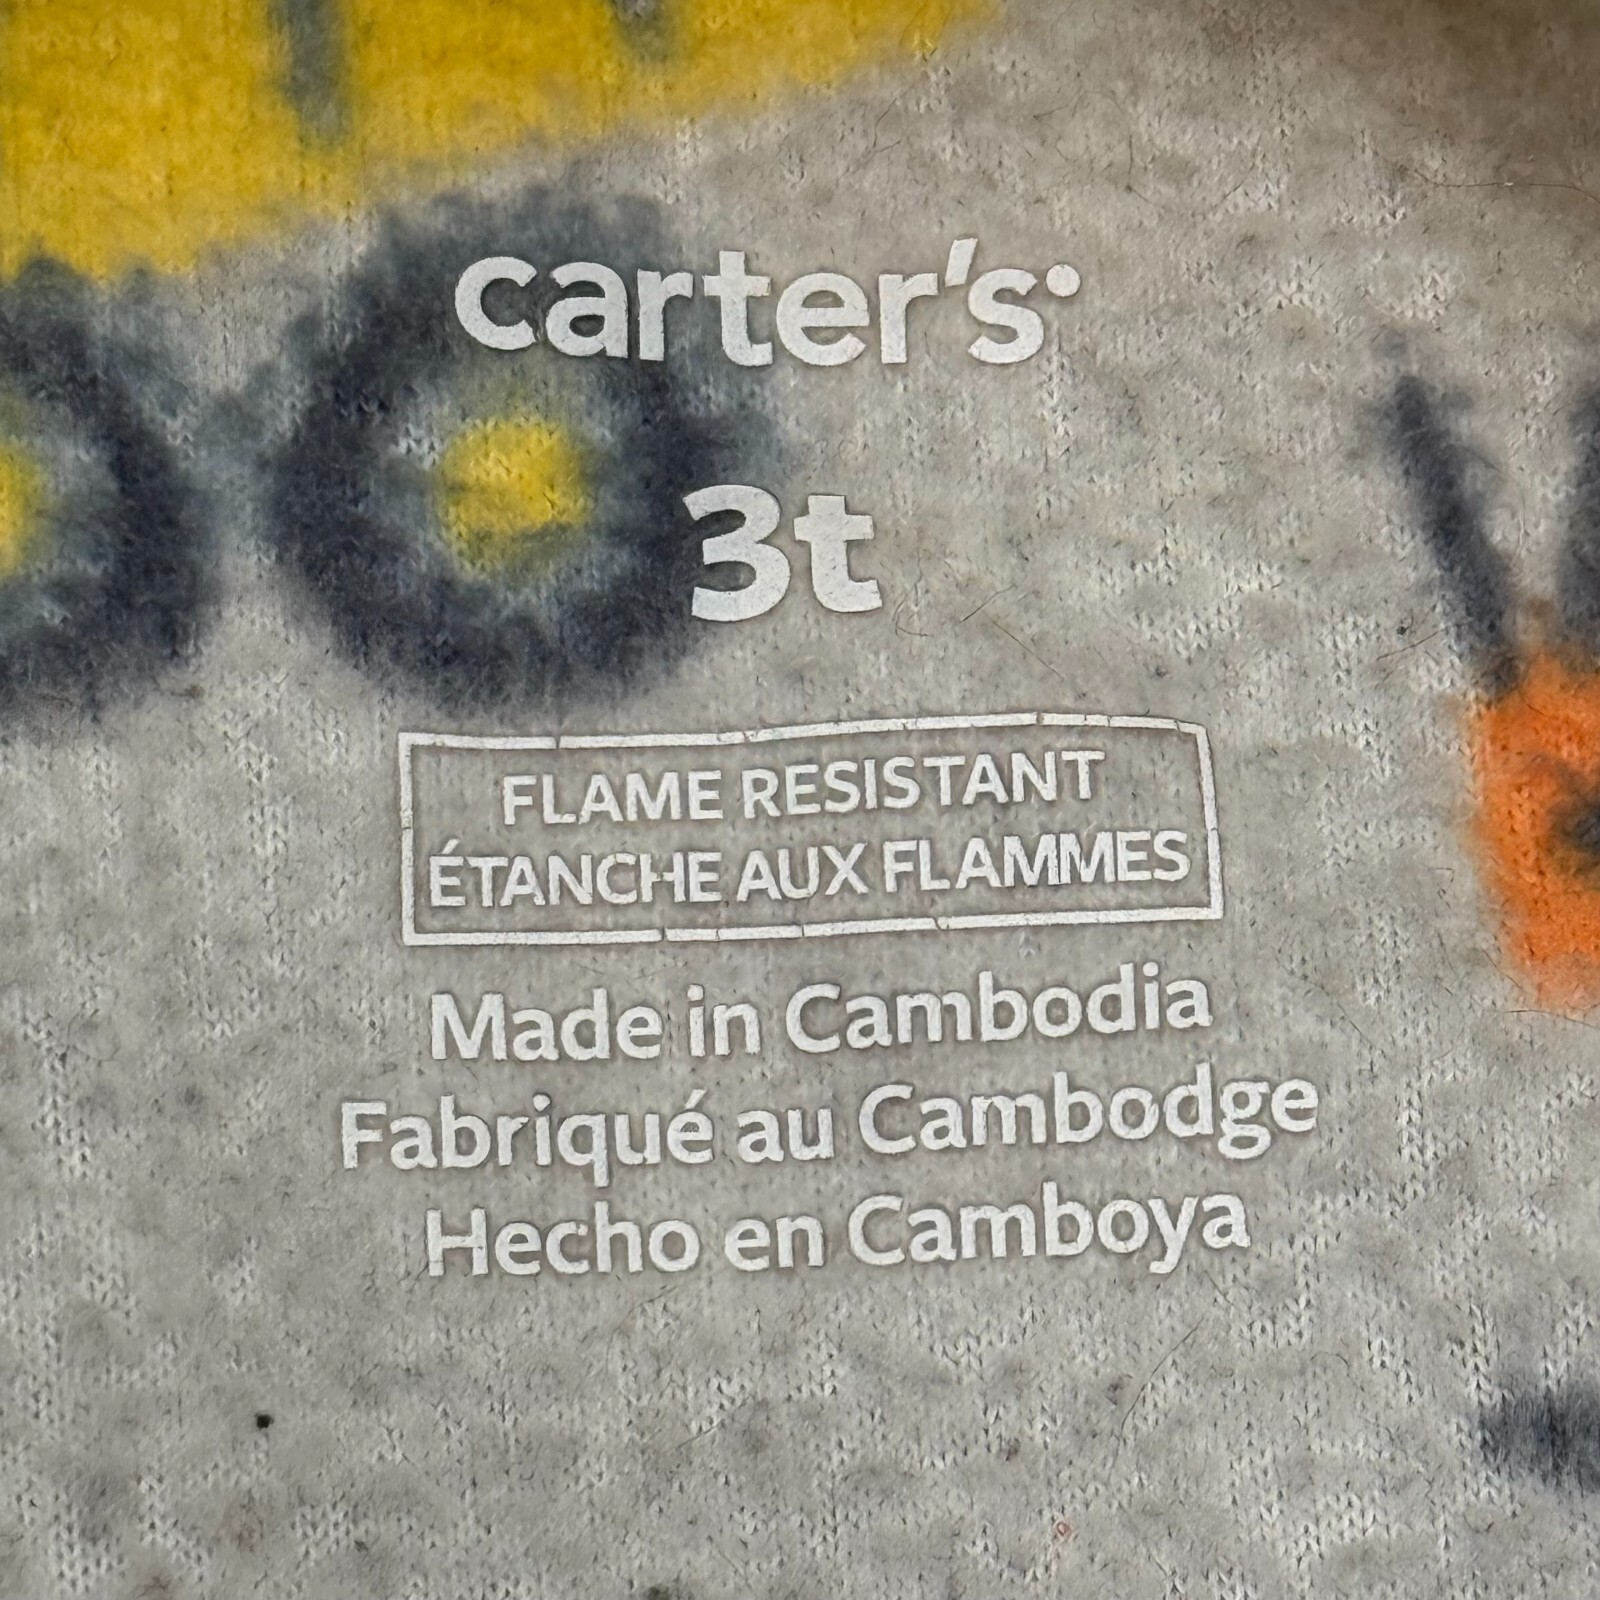 carter's
3t
FLAME RESISTANT
ÉTANCHE AUX FLAMMES
Made in Cambodia
Fabriqué au Cambodge
Hecho en Camboya